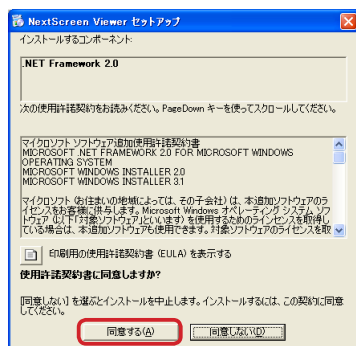 NextScreen Viewer セットアップ
インストールするコンポーネント:
.NET Framework 2.0
次の使用許諾契約をお読みください。PageDown キーを使ってスクロールしてください。
マイクロソフト ソフトウェア追加使用許諾契約書
MICROSOFT .NET FRAMEWORK 2.0 FOR MICROSOFT WINDOWS
OPERATING SYSTEM
MICROSOFT WINDOWS INSTALLER 2.0
MICROSOFT WINDOWS INSTALLER 3.1
マイクロソフト (お住まいの地域によっては、その子会社) は、本追加ソフトウェアのラ
イセンスをお客様に供与します。Microsoft Windows オペレーティング システム ソフ
トウェア (以下「対象ソフトウェア」といいます) を使用するためのライセンスを取得し
ている場合は、本追加ソフトウェアも使用できます。対象ソフトウェアのライセンスを取
印刷用の使用許諾契約書 (EULA) を表示する
使用許諾契約書に同意しますか?
[同意しない] を選ぶとインストールを中止します。インストールするには、この契約に同意
してください。
同意する(A)
同意しない(D)